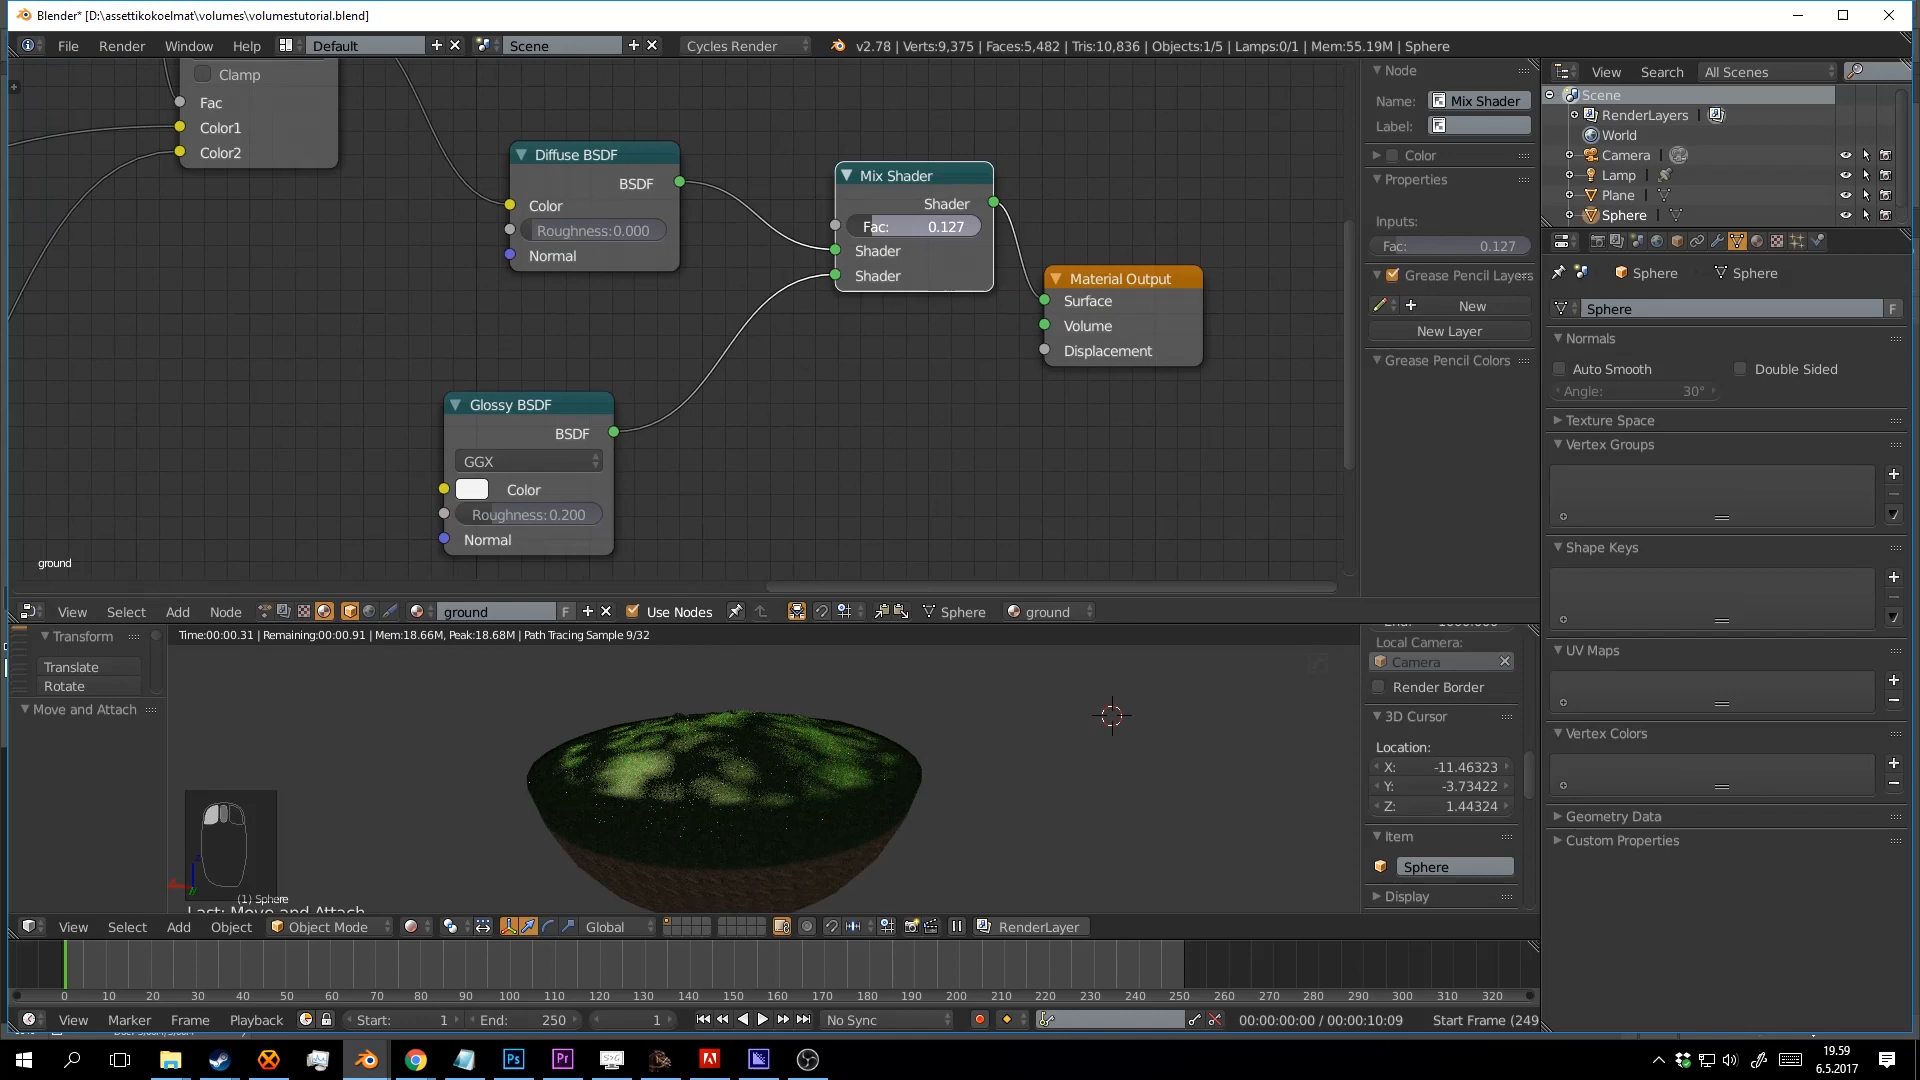 Blender* [D:\assettikokoelmat\volumes\volumestutorial.blend]
File Render Window Help Default Scene Cycles Render v2.78 | Verts:9,375 | Faces:5,482 | Tris:10,836 | Objects:1/5 | Lamps:0/1 | Mem:55.19M | Sphere
Clamp
Fac
Color1
Color2
Diffuse BSDF
BSDF
Color
Roughness:0.000
Normal
Mix Shader
Shader
Fac: 0.127
Shader
Shader
Material Output
Surface
Volume
Displacement
Glossy BSDF
BSDF
GGX
Color
Roughness:0.200
Normal
ground
Node
Name: Mix Shader
Label:
Color
Properties
Inputs:
Fac: 0.127
Grease Pencil Layers
New
New Layer
Grease Pencil Colors
View Search All Scenes
Scene
RenderLayers |
World
Camera
Lamp
Plane
Sphere
Sphere Sphere
Sphere F
Normals
Auto Smooth Double Sided
Angle: 30°
Texture Space
Vertex Groups
Shape Keys
UV Maps
Vertex Colors
Geometry Data
Custom Properties
View Select Add Node ground F Use Nodes Sphere ground
Transform
Translate
Rotate
Move and Attach
Time:00:00.31 | Remaining:00:00.91 | Mem:18.66M, Peak:18.68M | Path Tracing Sample 9/32
(1) Sphere
Last: Move and Attach
Local Camera:
Camera
Render Border
3D Cursor
Location:
X: -11.46323
Y: -3.73422
Z: 1.44324
Item
Sphere
Display
View Select Add Object Object Mode Global RenderLayer
0 10 20 30 40 50 60 70 80 90 100 110 120 130 140 150 160 170 180 190 200 210 220 230 240 250 260 270 280 290 300 310 320
View Marker Frame Playback Start: 1 End: 250 1 No Sync 00:00:00:00 / 00:00:10:09 Start Frame (249
Ps Pr
19.59
6.5.2017